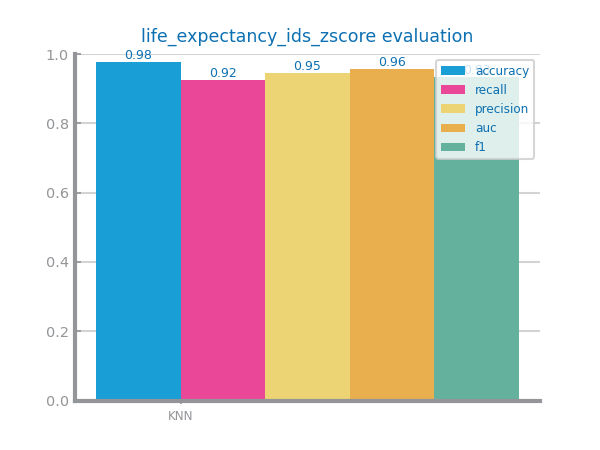 life_expectancy_ids_zscore evaluation
1.0
0.8
0.6
0.4
0.2
0.0
0.98
0.92
0.95
0.96
accuracy
recall
precision
auc
f1
KNN